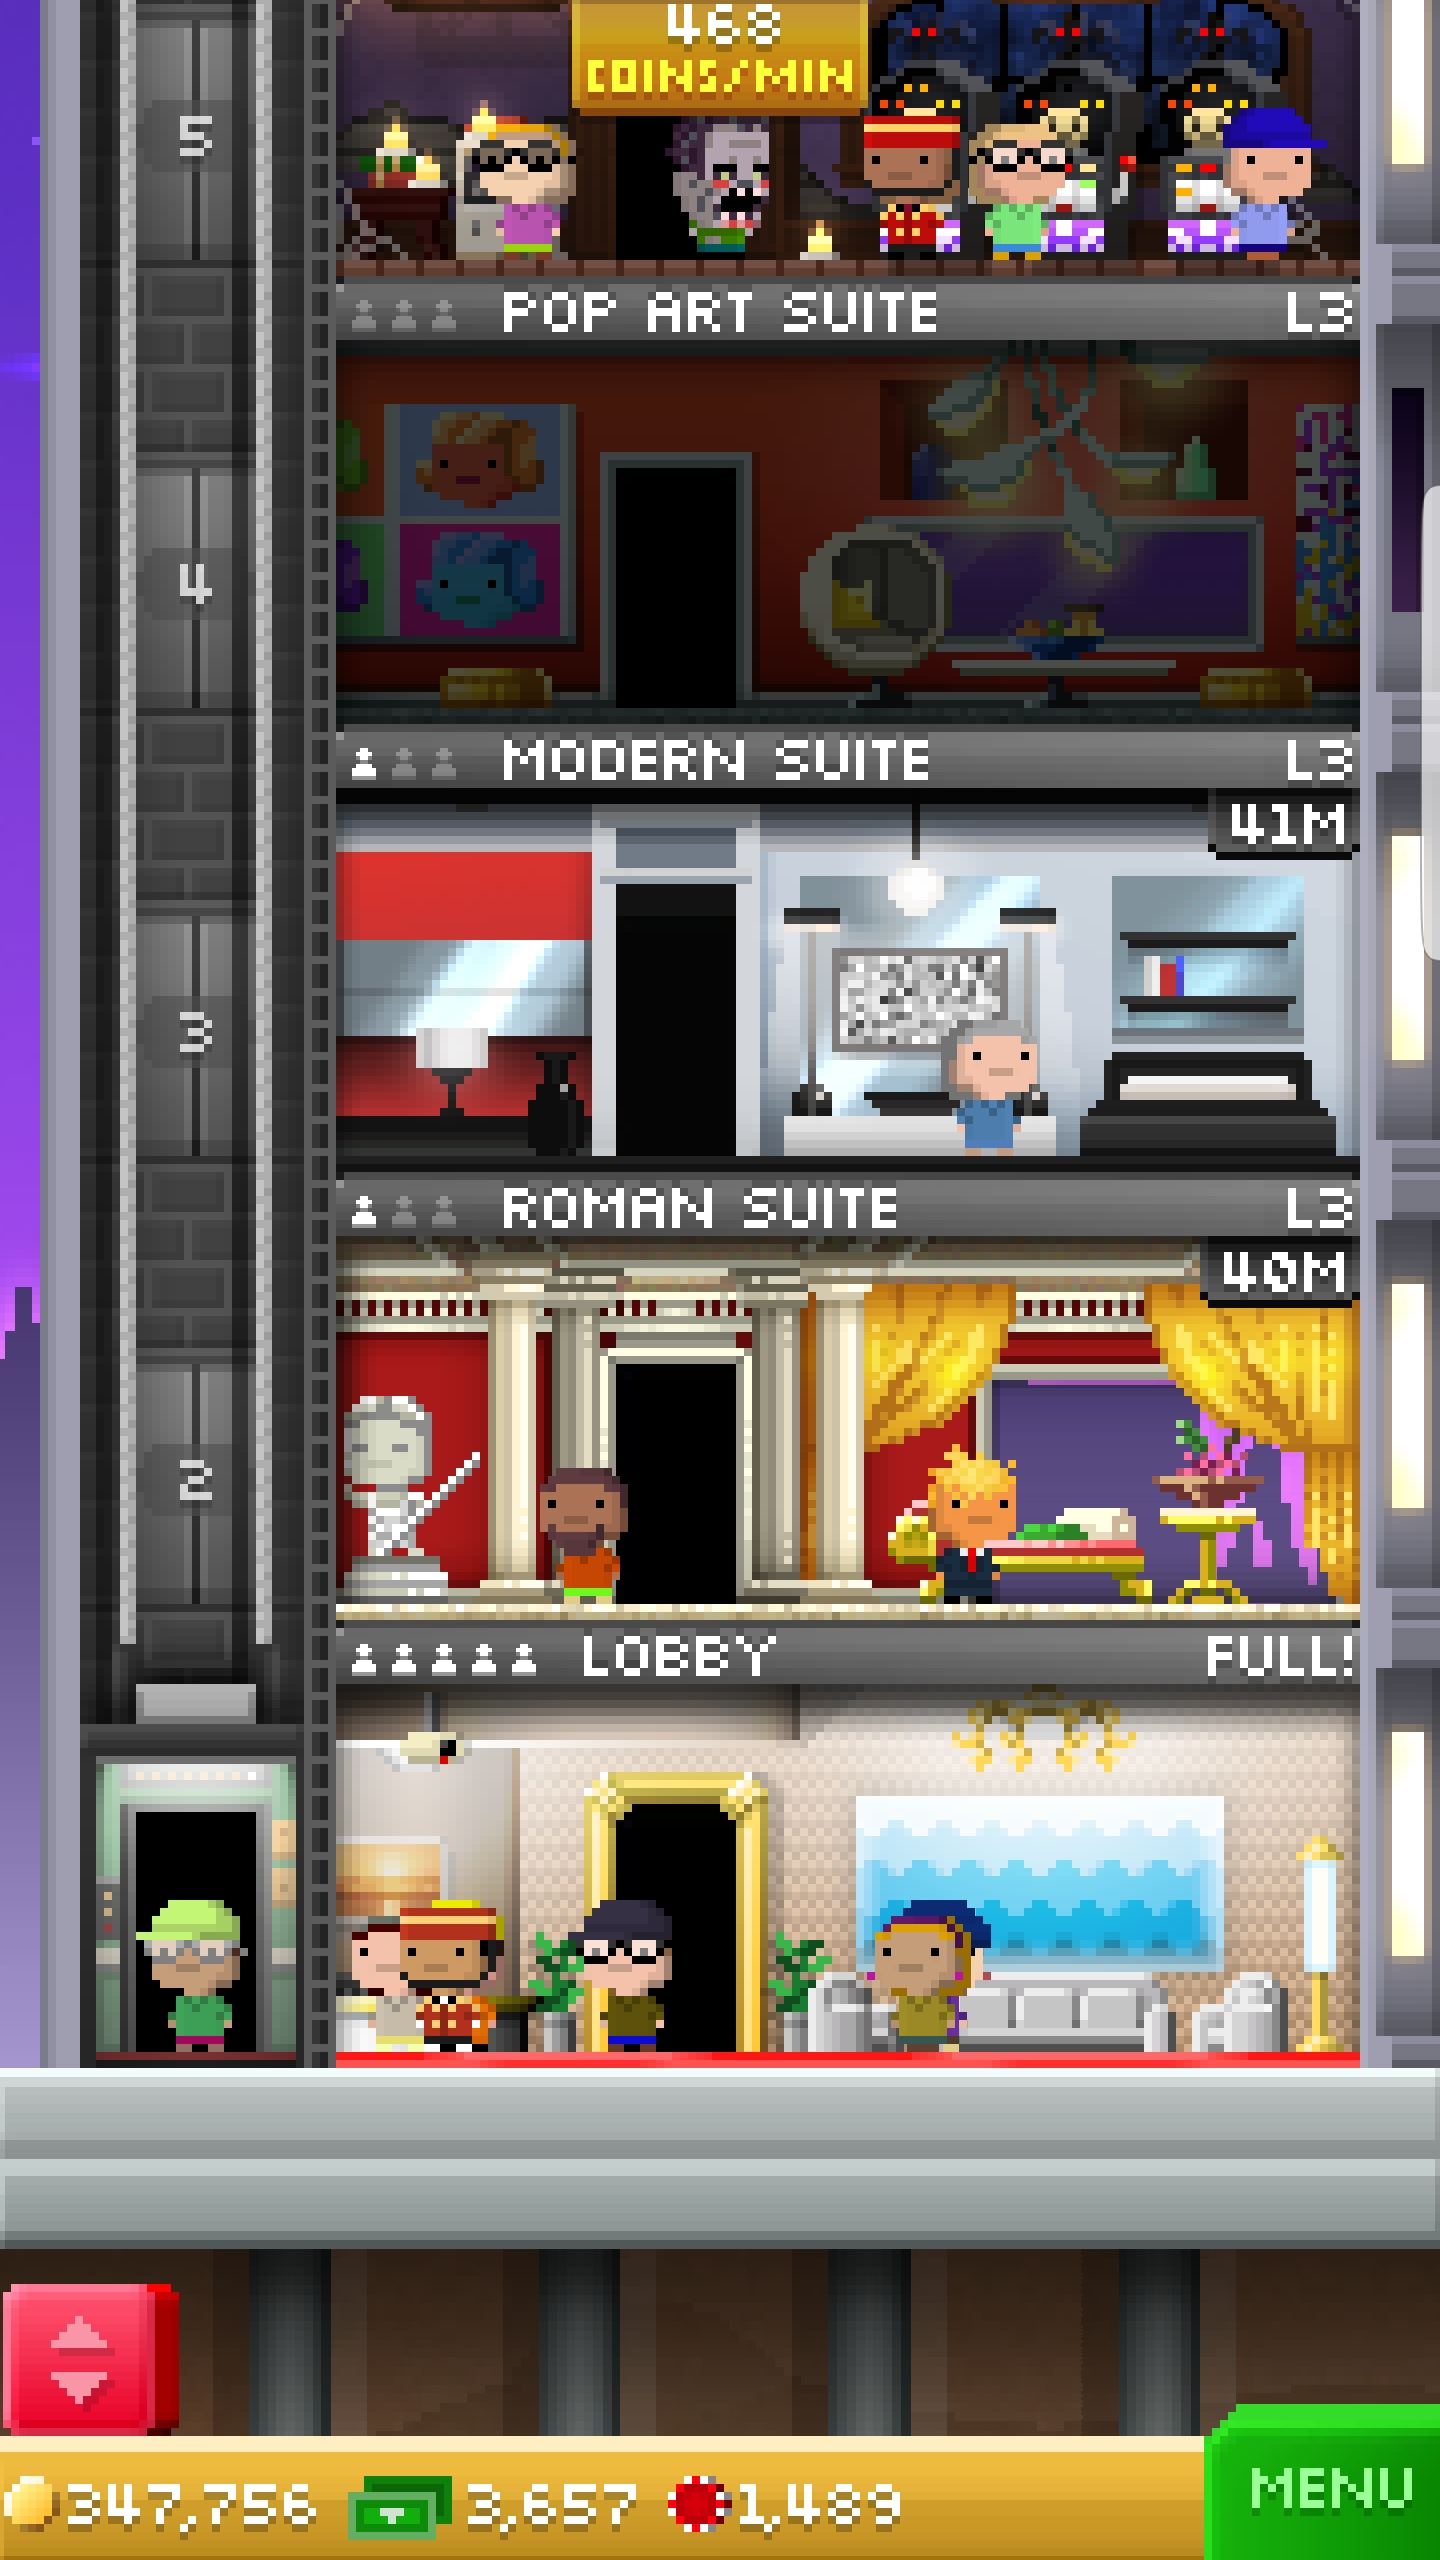 468
COINS/MIN
5
POP ART SUITE L3
4
MODERN SUITE L3
41M
3
ROMAN SUITE L3
40M
2
LOBBY FULL!
347,756 3,657 1,489 MENU